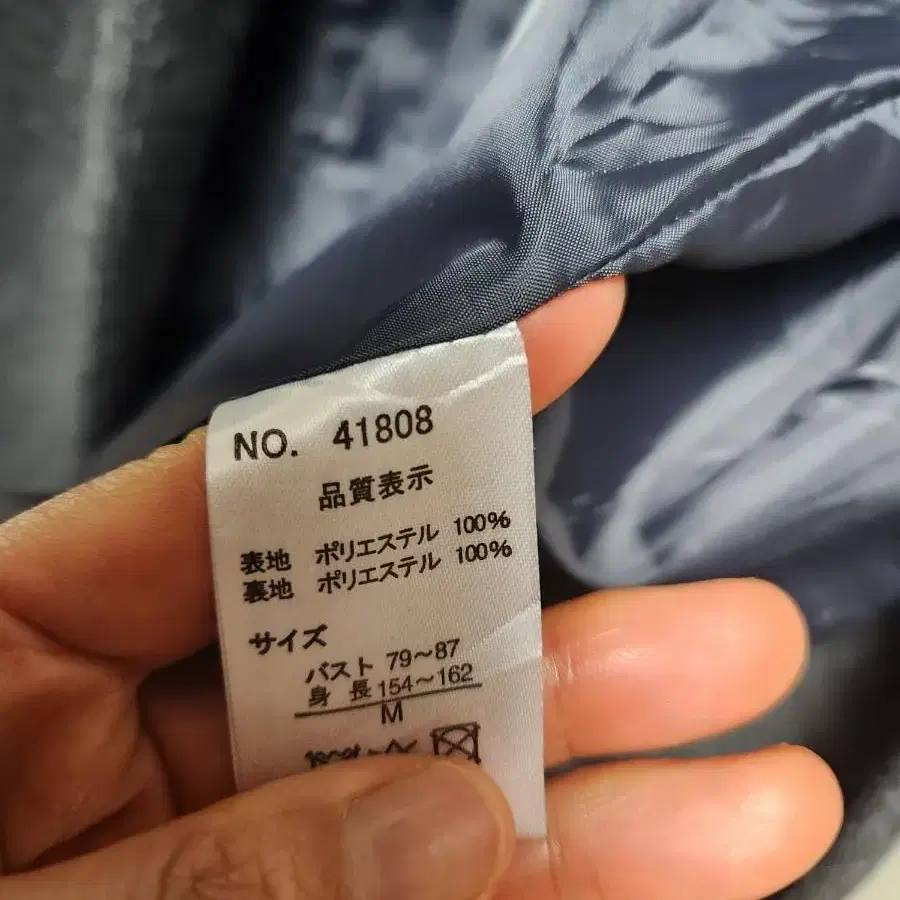 NO. 41808
品質表示
表地 ポリエステル 100%
裏地 ポリエステル 100%
サイズ
バスト 79～87
身長 154～162
M